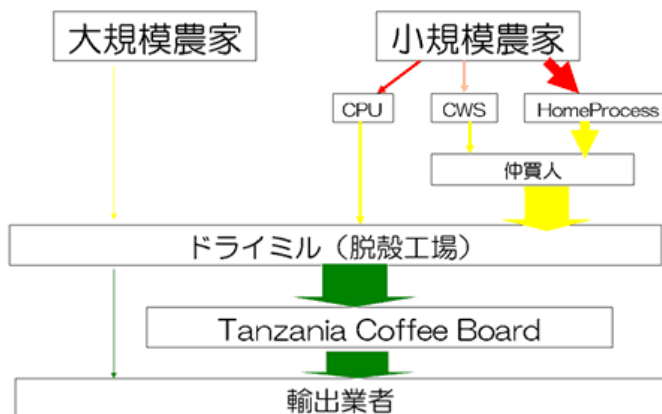 大規模農家
小規模農家
CPU
CWS
HomeProcess
仲買人
ドライミル（脱殻工場）
Tanzania Coffee Board
輸出業者